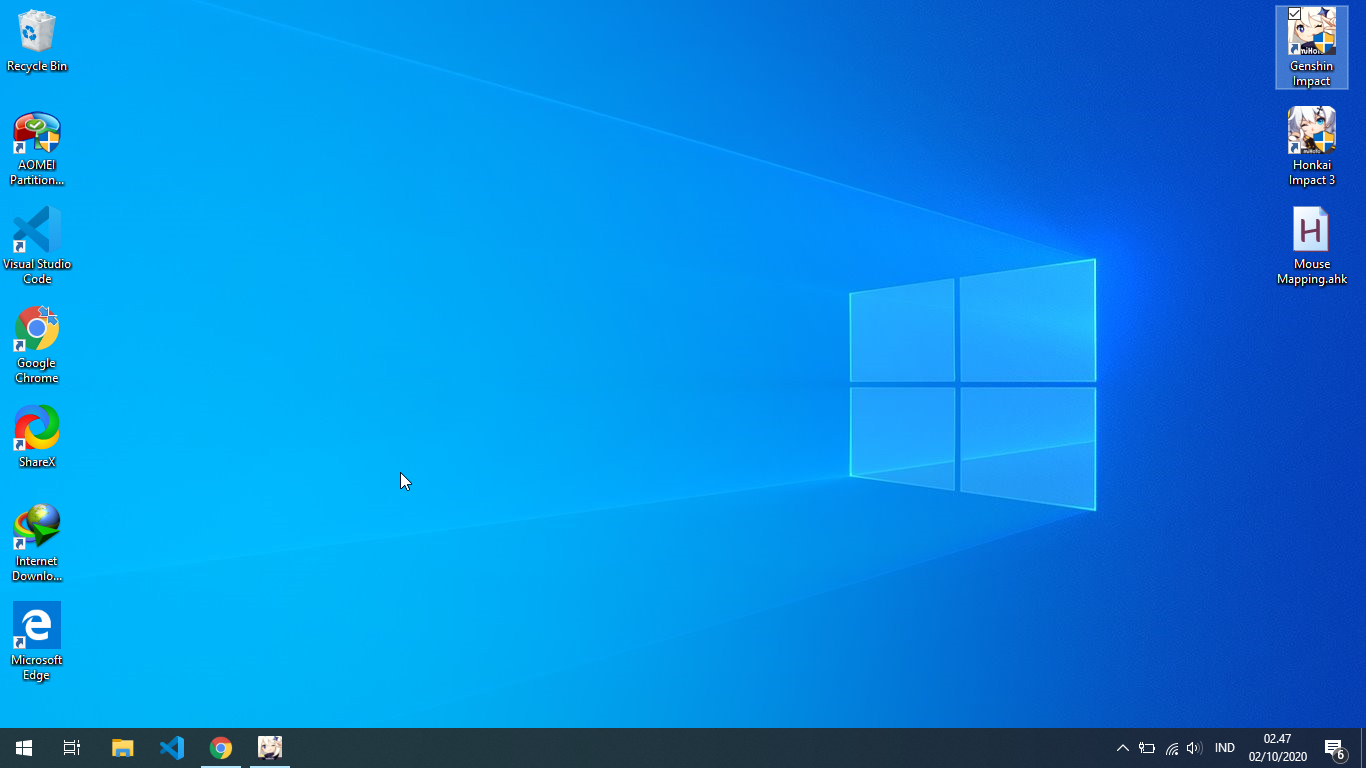 Recycle Bin
AOMEI
Partition...
Visual Studio
Code
Google
Chrome
ShareX
Internet
Downlo...
Microsoft
Edge
Genshin
Impact
Honkai
Impact 3
H
Mouse
Mapping.ahk
IND
02.47
02/10/2020
6